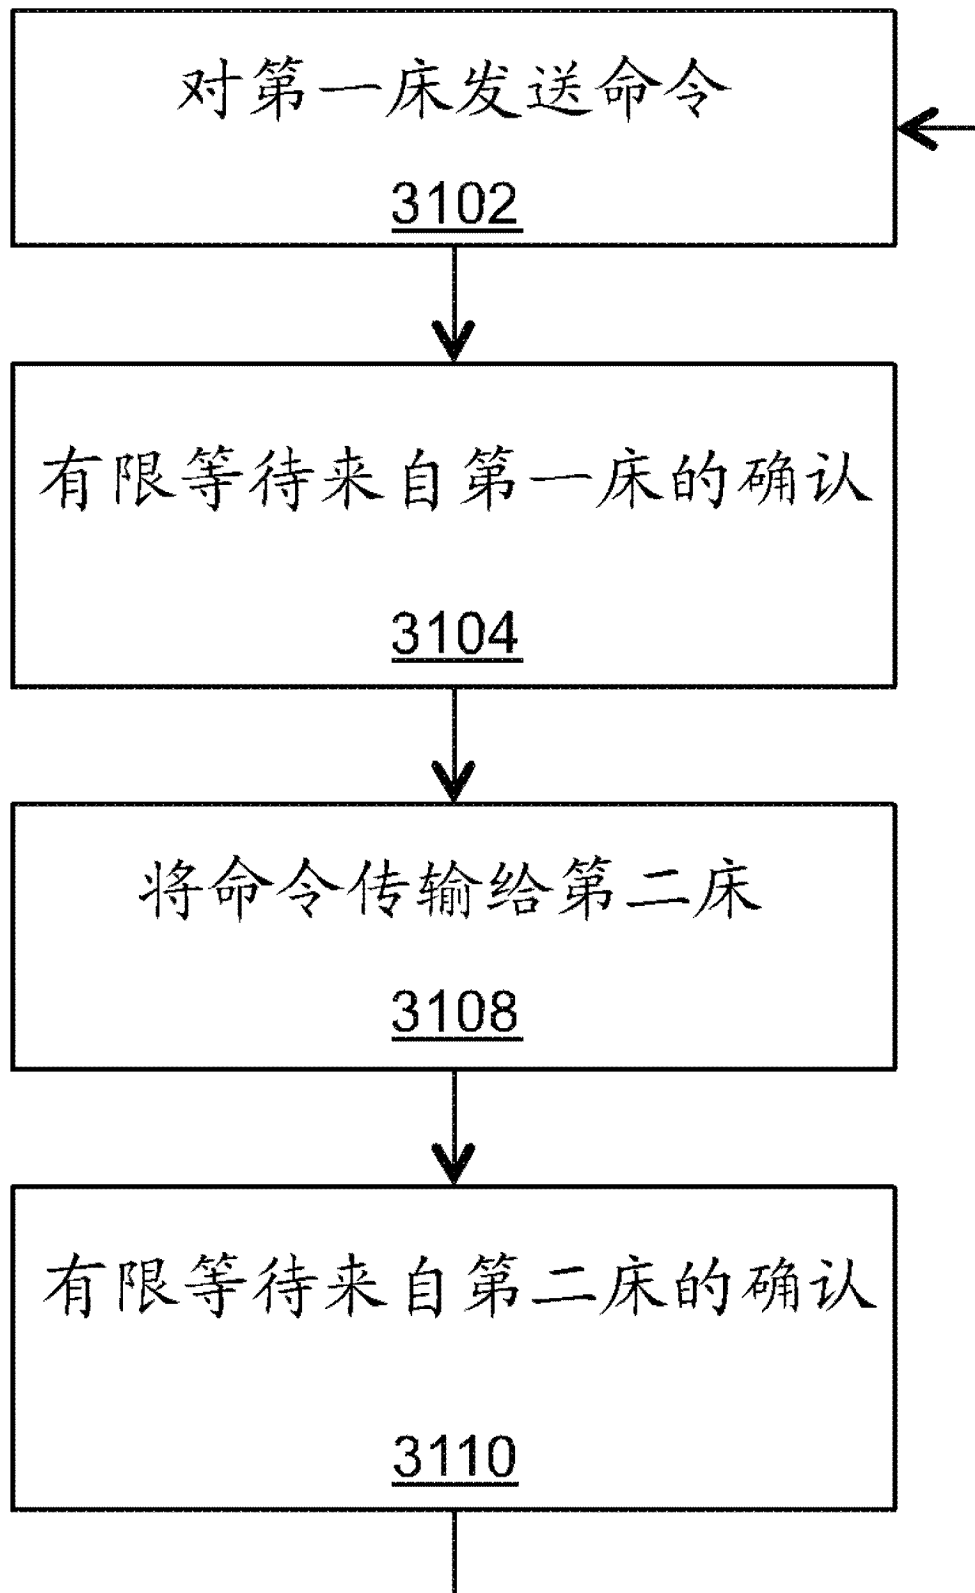 对第一床发送命令
3102
有限等待来自第一床的确认
3104
将命令传输给第二床
3108
有限等待来自第二床的确认
3110